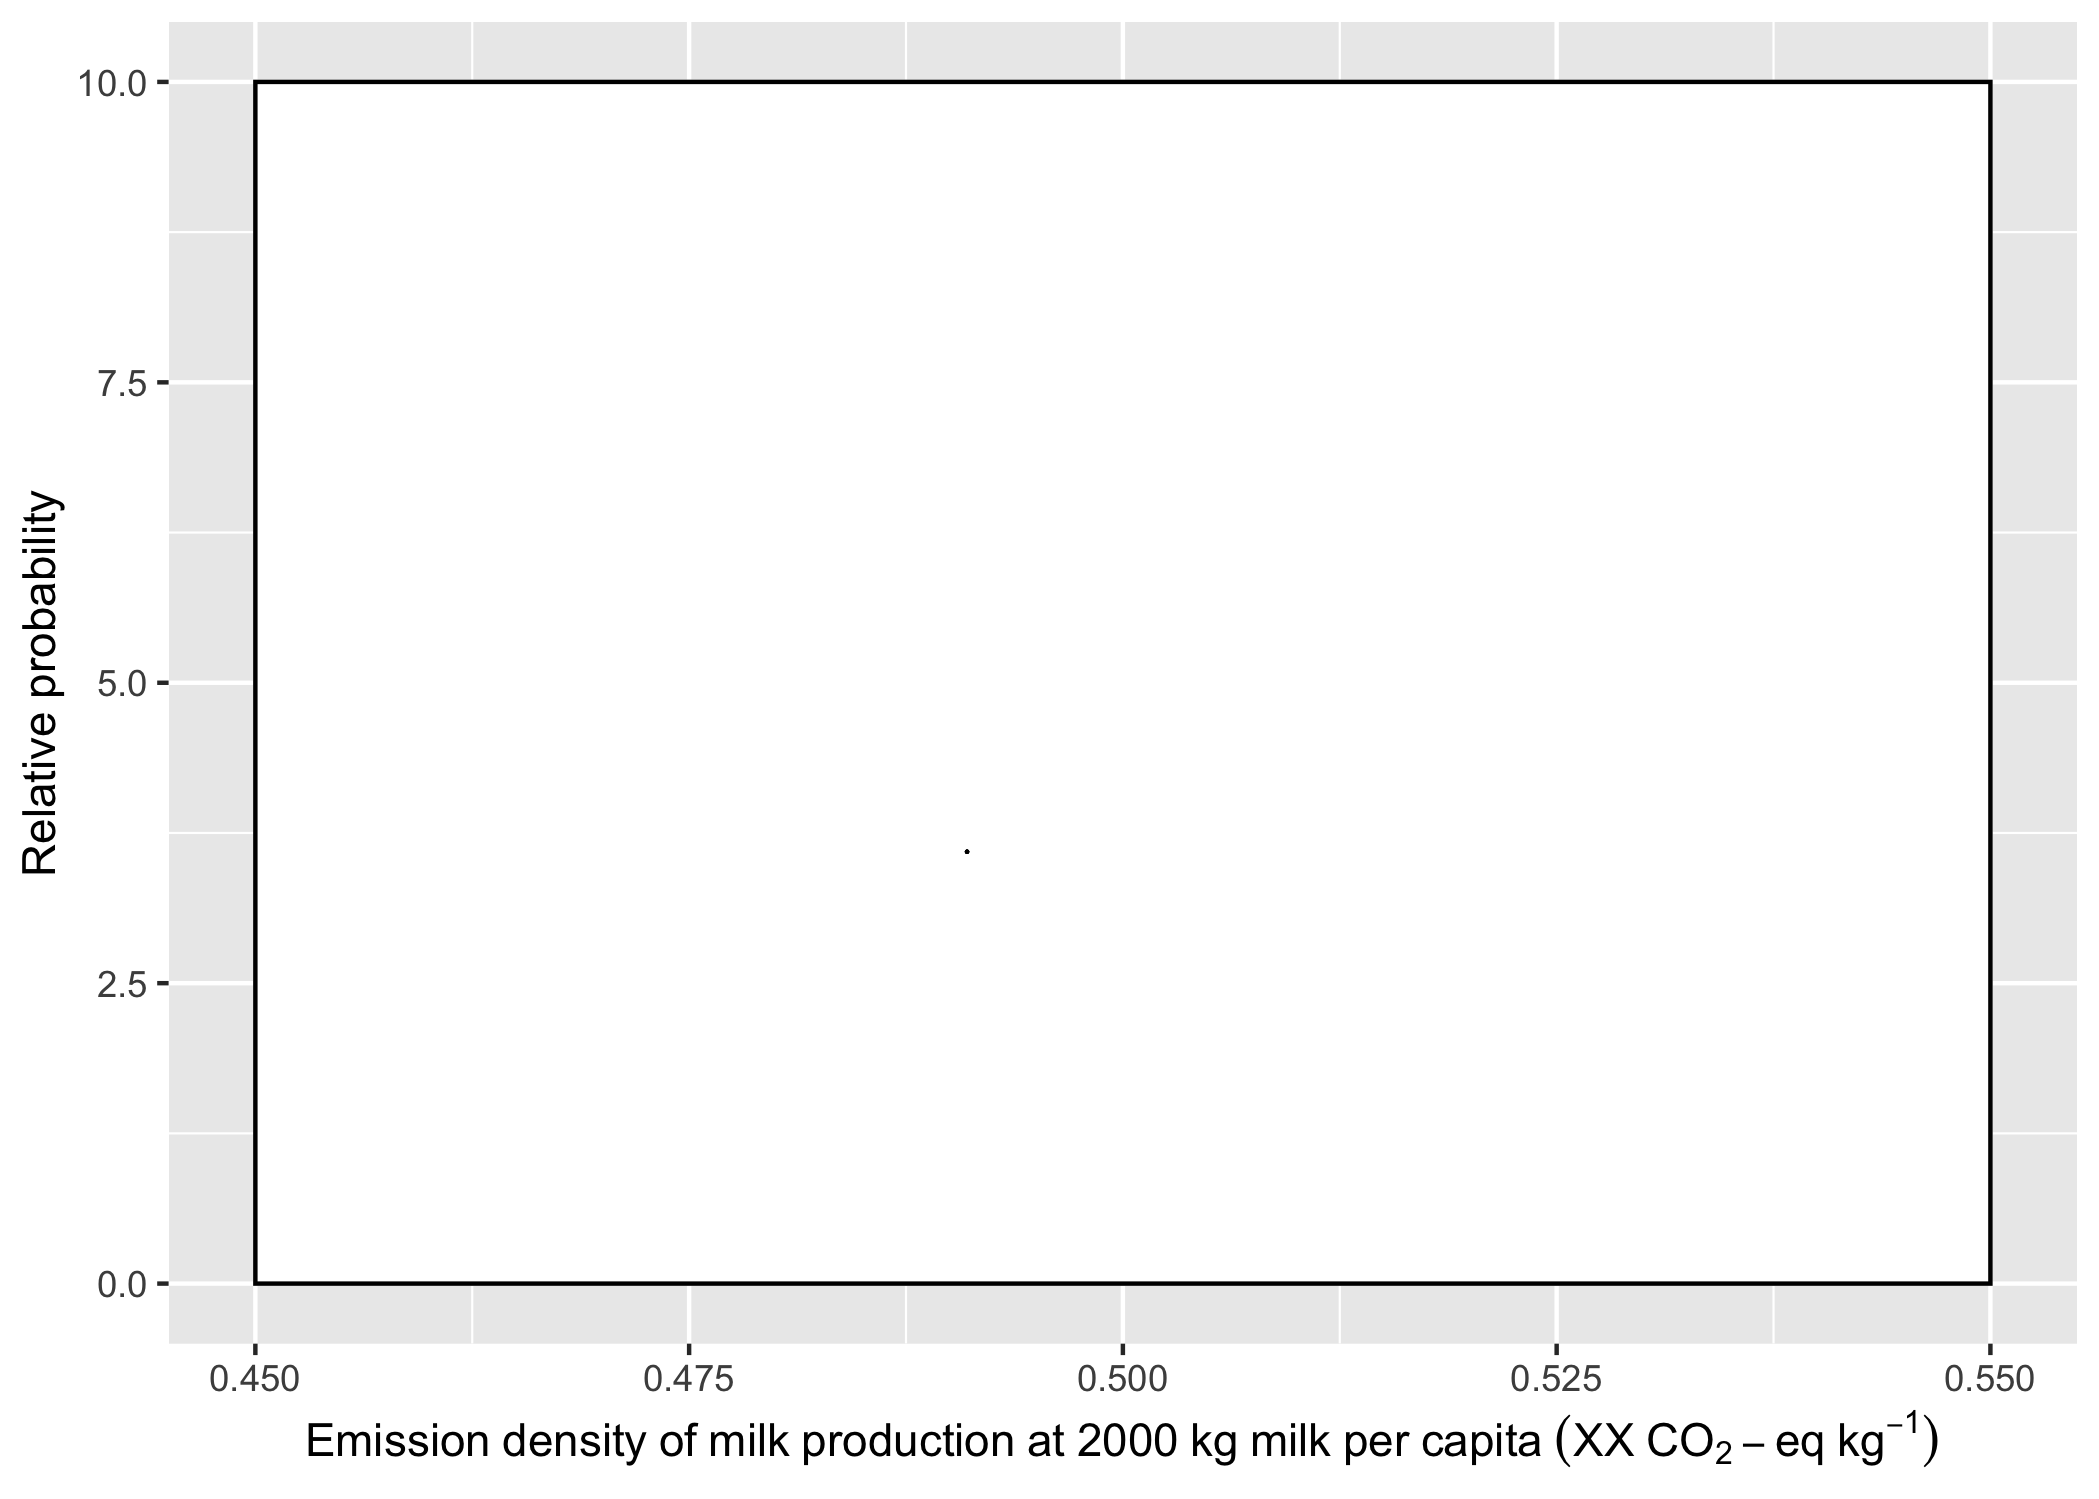 10.0
7.5
5.0
2.5
0.0
Relative probability
0.450 0.475 0.500 0.525 0.550
Emission density of milk production at 2000 kg milk per capita (XX CO₂ – eq kg⁻¹)